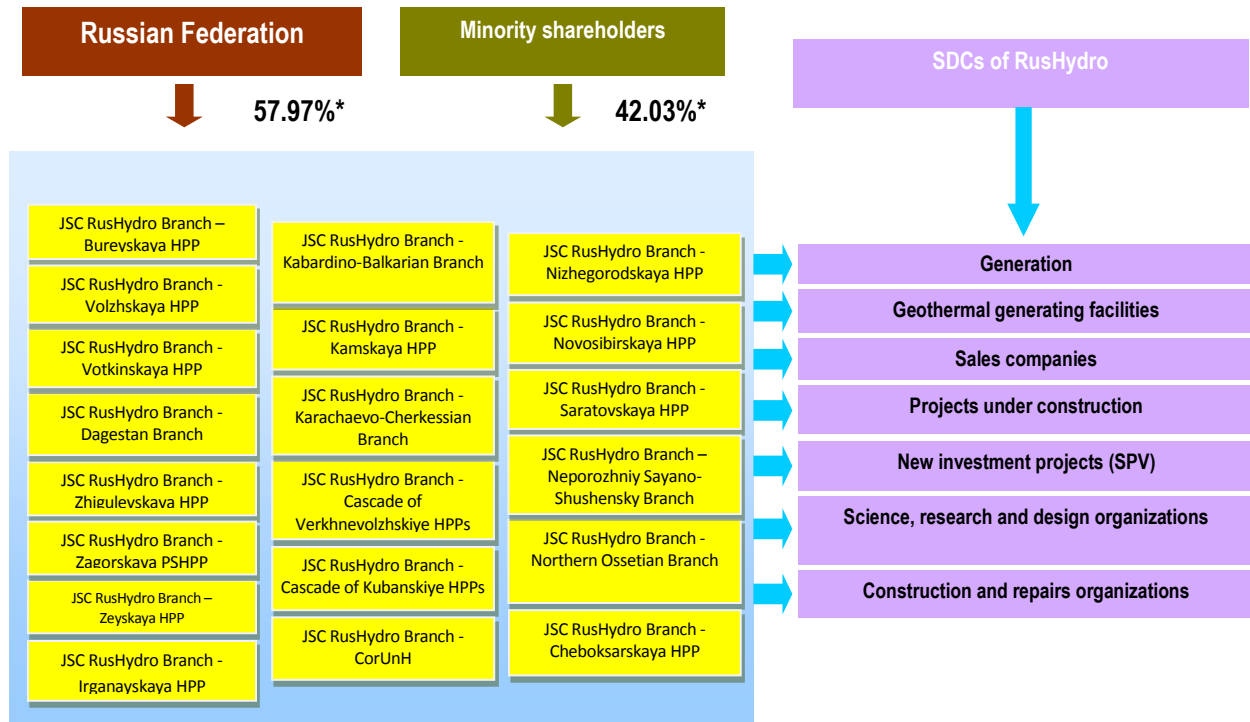 Russian Federation
Minority shareholders
SDCs of RusHydro
57.97%*
42.03%*
JSC RusHydro Branch –
Bureyskaya HPP
JSC RusHydro Branch -
Volzhskaya HPP
JSC RusHydro Branch -
Votkinskaya HPP
JSC RusHydro Branch -
Dagestan Branch
JSC RusHydro Branch -
Zhigulevskaya HPP
JSC RusHydro Branch -
Zagorskaya PSHPP
JSC RusHydro Branch –
Zeyskaya HPP
JSC RusHydro Branch -
Irganayskaya HPP
JSC RusHydro Branch -
Kabardino-Balkarian Branch
JSC RusHydro Branch -
Kamskaya HPP
JSC RusHydro Branch -
Karachaevo-Cherkessian
Branch
JSC RusHydro Branch -
Cascade of
Verkhnevolzhskiye HPPs
JSC RusHydro Branch -
Cascade of Kubanskiye HPPs
JSC RusHydro Branch -
CorUnH
JSC RusHydro Branch -
Nizhegorodskaya HPP
JSC RusHydro Branch -
Novosibirskaya HPP
JSC RusHydro Branch -
Saratovskaya HPP
JSC RusHydro Branch –
Neporozhniy Sayano-
Shushensky Branch
JSC RusHydro Branch -
Northern Ossetian Branch
JSC RusHydro Branch -
Cheboksarskaya HPP
Generation
Geothermal generating facilities
Sales companies
Projects under construction
New investment projects (SPV)
Science, research and design organizations
Construction and repairs organizations